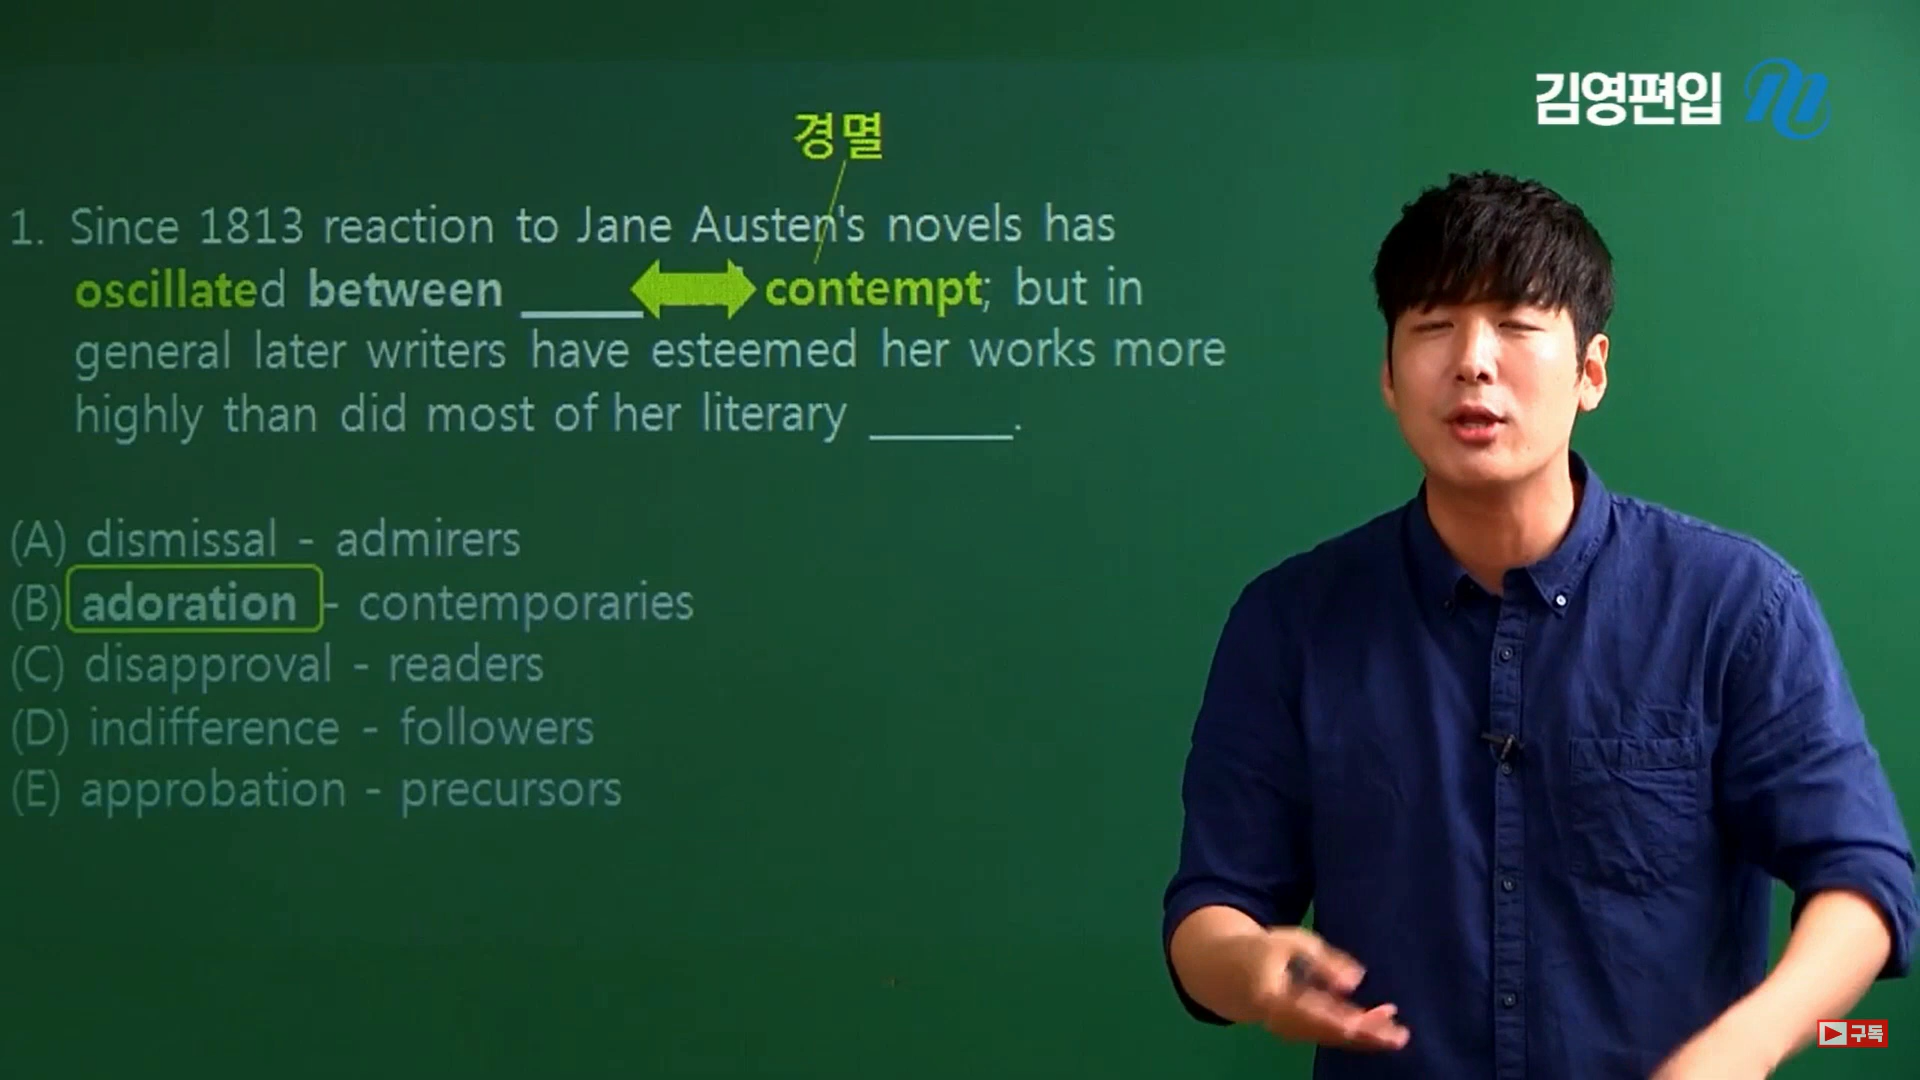 김영편입
경멸
1. Since 1813 reaction to Jane Austen's novels has
oscillated between _____ contempt; but in
general later writers have esteemed her works more
highly than did most of her literary _____.
(A) dismissal - admirers
(B) adoration - contemporaries
(C) disapproval - readers
(D) indifference - followers
(E) approbation - precursors
구독